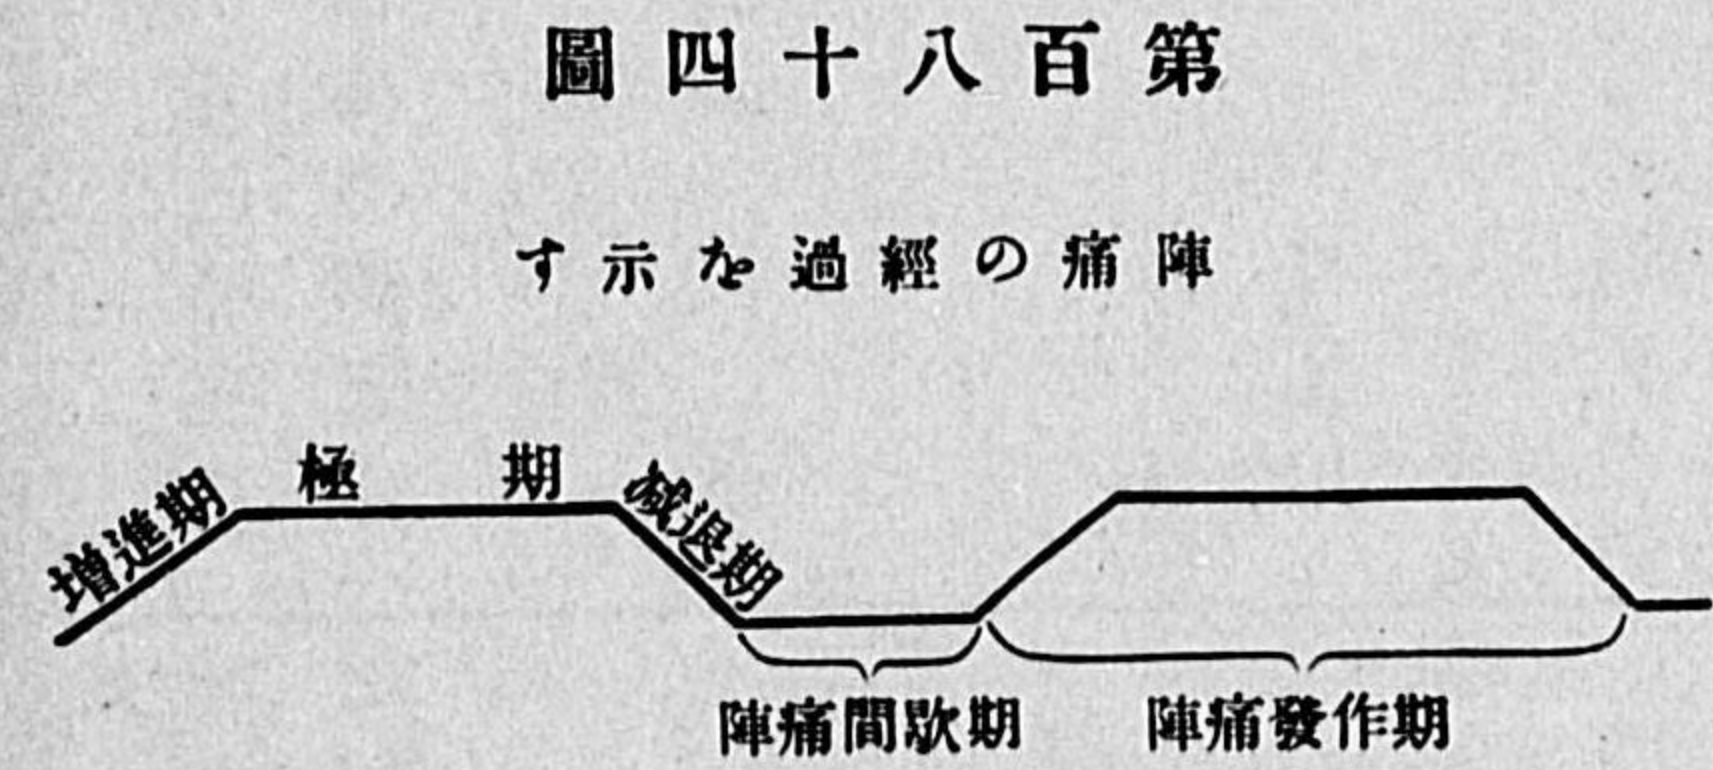 第百八十四圖
陣痛の經過を示す
增進期
極期
減退期
陣痛間歇期
陣痛發作期